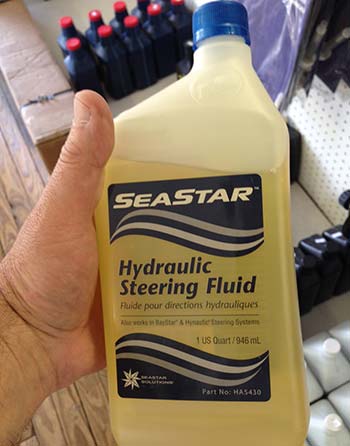 SEASTAR™
Hydraulic
Steering Fluid
Fluide pour directions hydrauliques
Also works in BayStar® & Hynautic® Steering Systems
1 US Quart / 946 mL
SEASTAR
SOLUTIONS®
Part No: HA5430